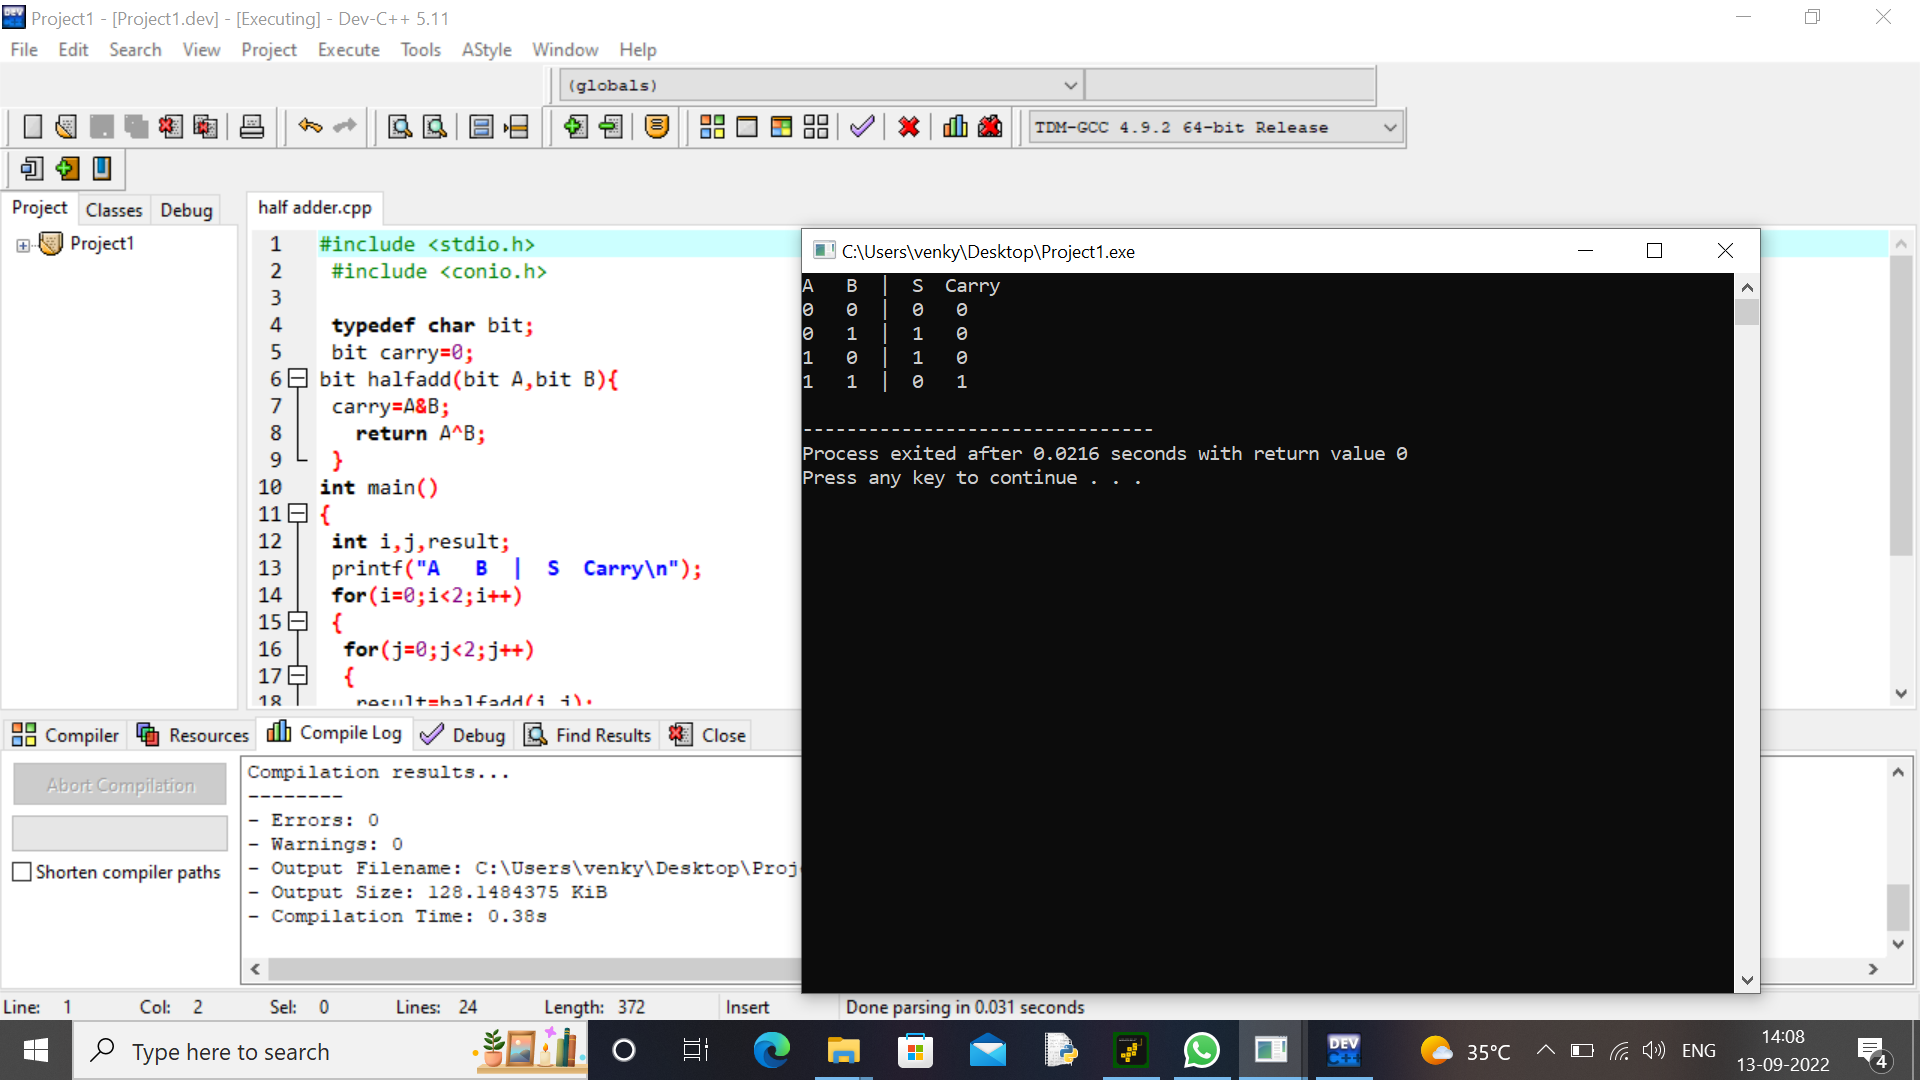 Project1 - [Project1.dev] - [Executing] - Dev-C++ 5.11
File Edit Search View Project Execute Tools AStyle Window Help
(globals)
TDM-GCC 4.9.2 64-bit Release
Project Classes Debug
half adder.cpp
Project1
1 #include <stdio.h>
2 #include <conio.h>
3
4 typedef char bit;
5 bit carry=0;
6 bit halfadd(bit A,bit B){
7 carry=A&B;
8 return A^B;
9 }
10 int main()
11 {
12 int i,j,result;
13 printf("A   B  |  S  Carry\n");
14 for(i=0;i<2;i++)
15 {
16 for(j=0;j<2;j++)
17 {
18 result=halfadd(i,j);
C:\Users\venky\Desktop\Project1.exe
A   B  |  S  Carry
0   0  |  0   0
0   1  |  1   0
1   0  |  1   0
1   1  |  0   1
--------------------------------
Process exited after 0.0216 seconds with return value 0
Press any key to continue . . .
Compiler Resources Compile Log Debug Find Results Close
Abort Compilation
Shorten compiler paths
Compilation results...
--------
- Errors: 0
- Warnings: 0
- Output Filename: C:\Users\venky\Desktop\Proj
- Output Size: 128.1484375 KiB
- Compilation Time: 0.38s
Line: 1 Col: 2 Sel: 0 Lines: 24 Length: 372 Insert Done parsing in 0.031 seconds
Type here to search
DEV
C++
35°C
ENG
14:08
13-09-2022
4